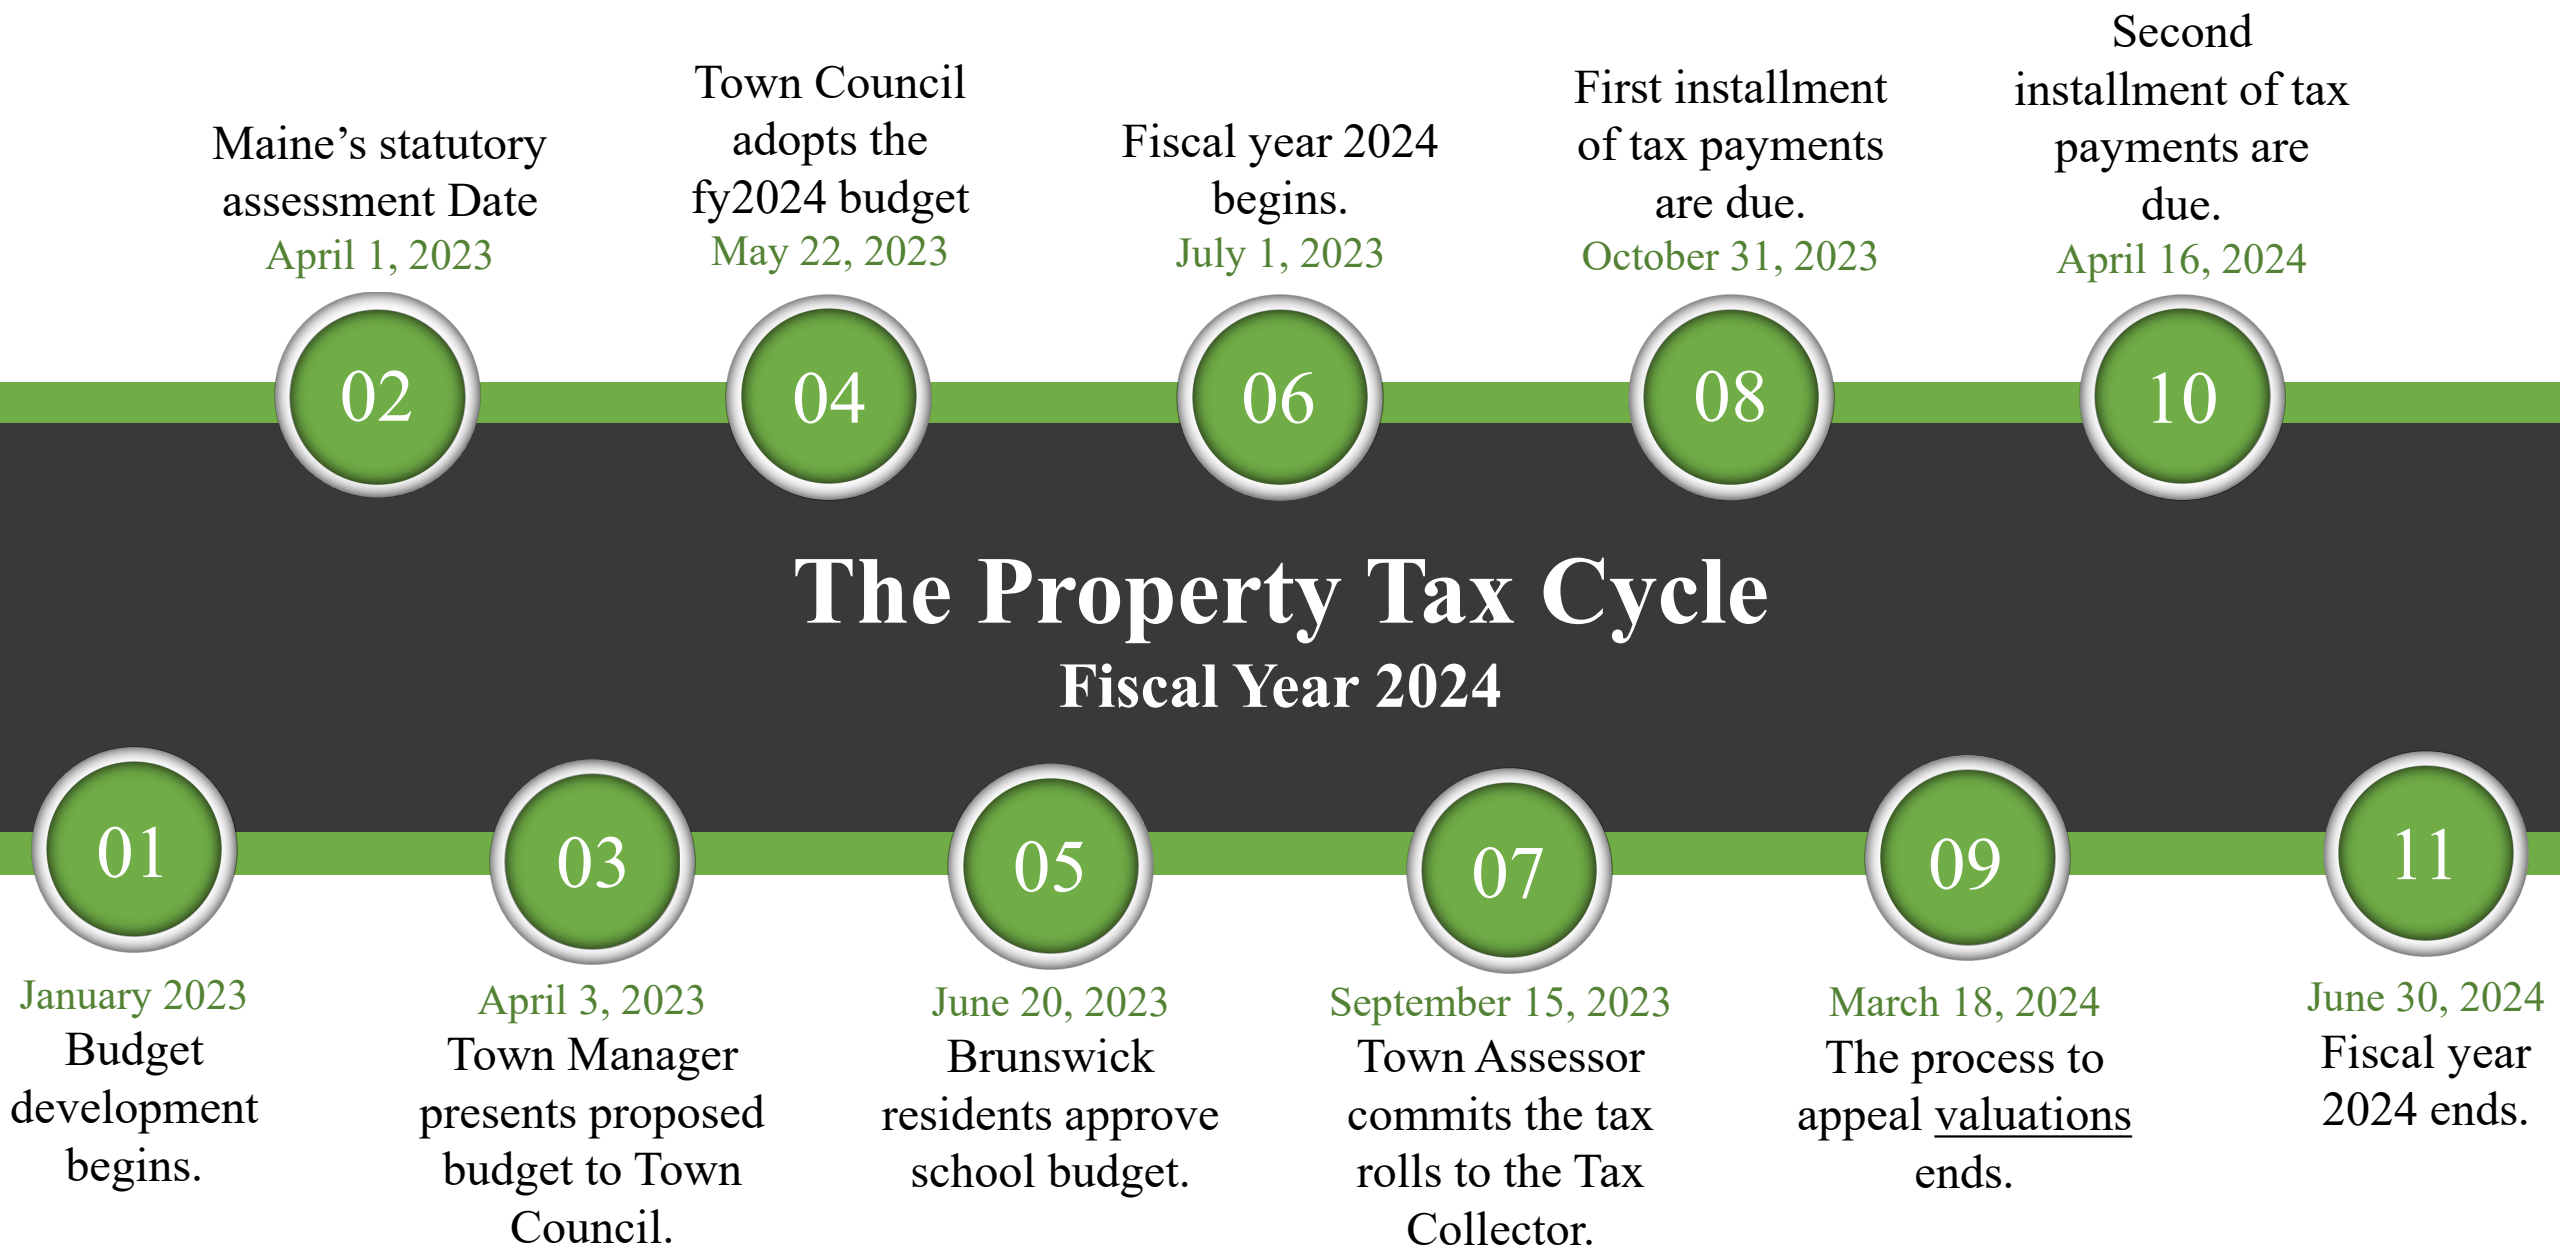 Second
installment of tax
payments are
due.
April 16, 2024
First installment
of tax payments
are due.
October 31, 2023
Fiscal year 2024
begins.
July 1, 2023
Town Council
adopts the
fy2024 budget
May 22, 2023
Maine’s statutory
assessment Date
April 1, 2023
02
04
06
08
10
The Property Tax Cycle
Fiscal Year 2024
01
03
05
07
09
11
January 2023
Budget
development
begins.
April 3, 2023
Town Manager
presents proposed
budget to Town
Council.
June 20, 2023
Brunswick
residents approve
school budget.
September 15, 2023
Town Assessor
commits the tax
rolls to the Tax
Collector.
March 18, 2024
The process to
appeal valuations
ends.
June 30, 2024
Fiscal year
2024 ends.